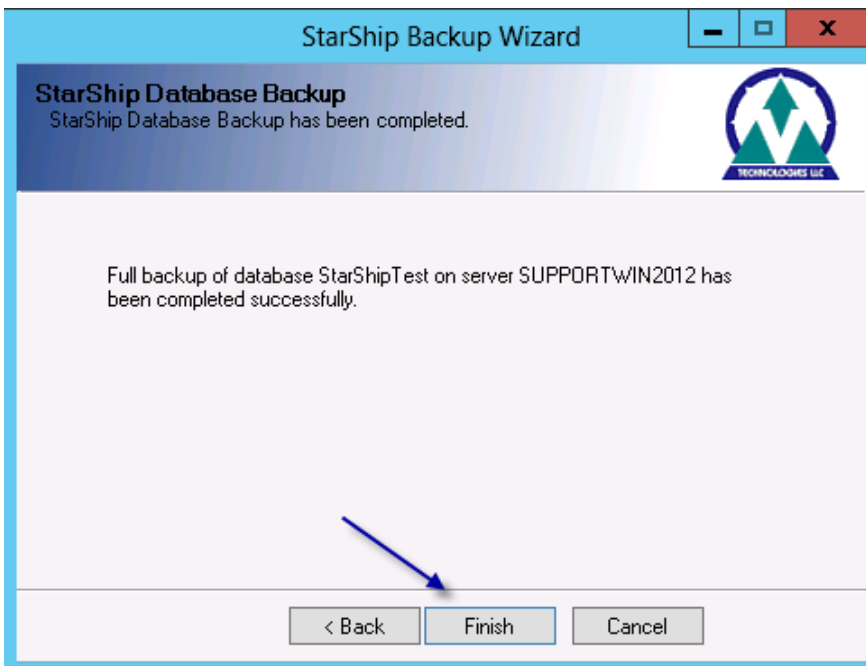 StarShip Backup Wizard
StarShip Database Backup
StarShip Database Backup has been completed.
TECHNOLOGIES LLC
Full backup of database StarShipTest on server SUPPORTWIN2012 has
been completed successfully.
< Back
Finish
Cancel